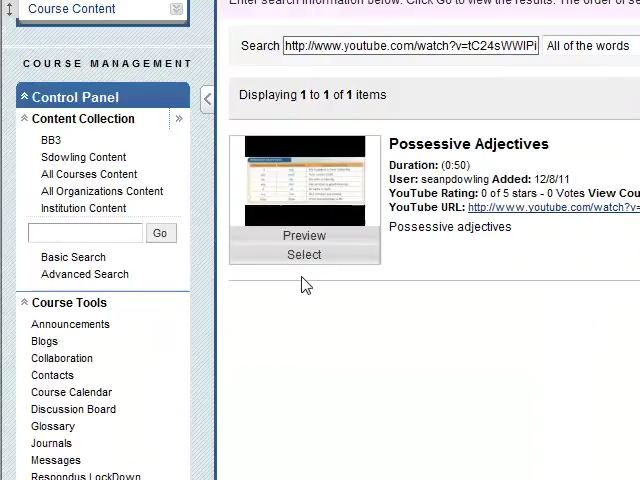 Course Content
Enter search information below. Click Go to view the results. The order of se
COURSE MANAGEMENT
Search http://www.youtube.com/watch?v=tC24sWWIPi All of the words
Control Panel
Displaying 1 to 1 of 1 items
Content Collection
BB3
Sdowling Content
All Courses Content
All Organizations Content
Institution Content
Go
Basic Search
Advanced Search
Course Tools
Announcements
Blogs
Collaboration
Contacts
Course Calendar
Discussion Board
Glossary
Journals
Messages
Respondus LockDown
Possessive Adjectives
Duration: (0:50)
User: seanpdowling Added: 12/8/11
YouTube Rating: 0 of 5 stars - 0 Votes View Cou
YouTube URL: http://www.youtube.com/watch?v=
Possessive adjectives
Preview
Select